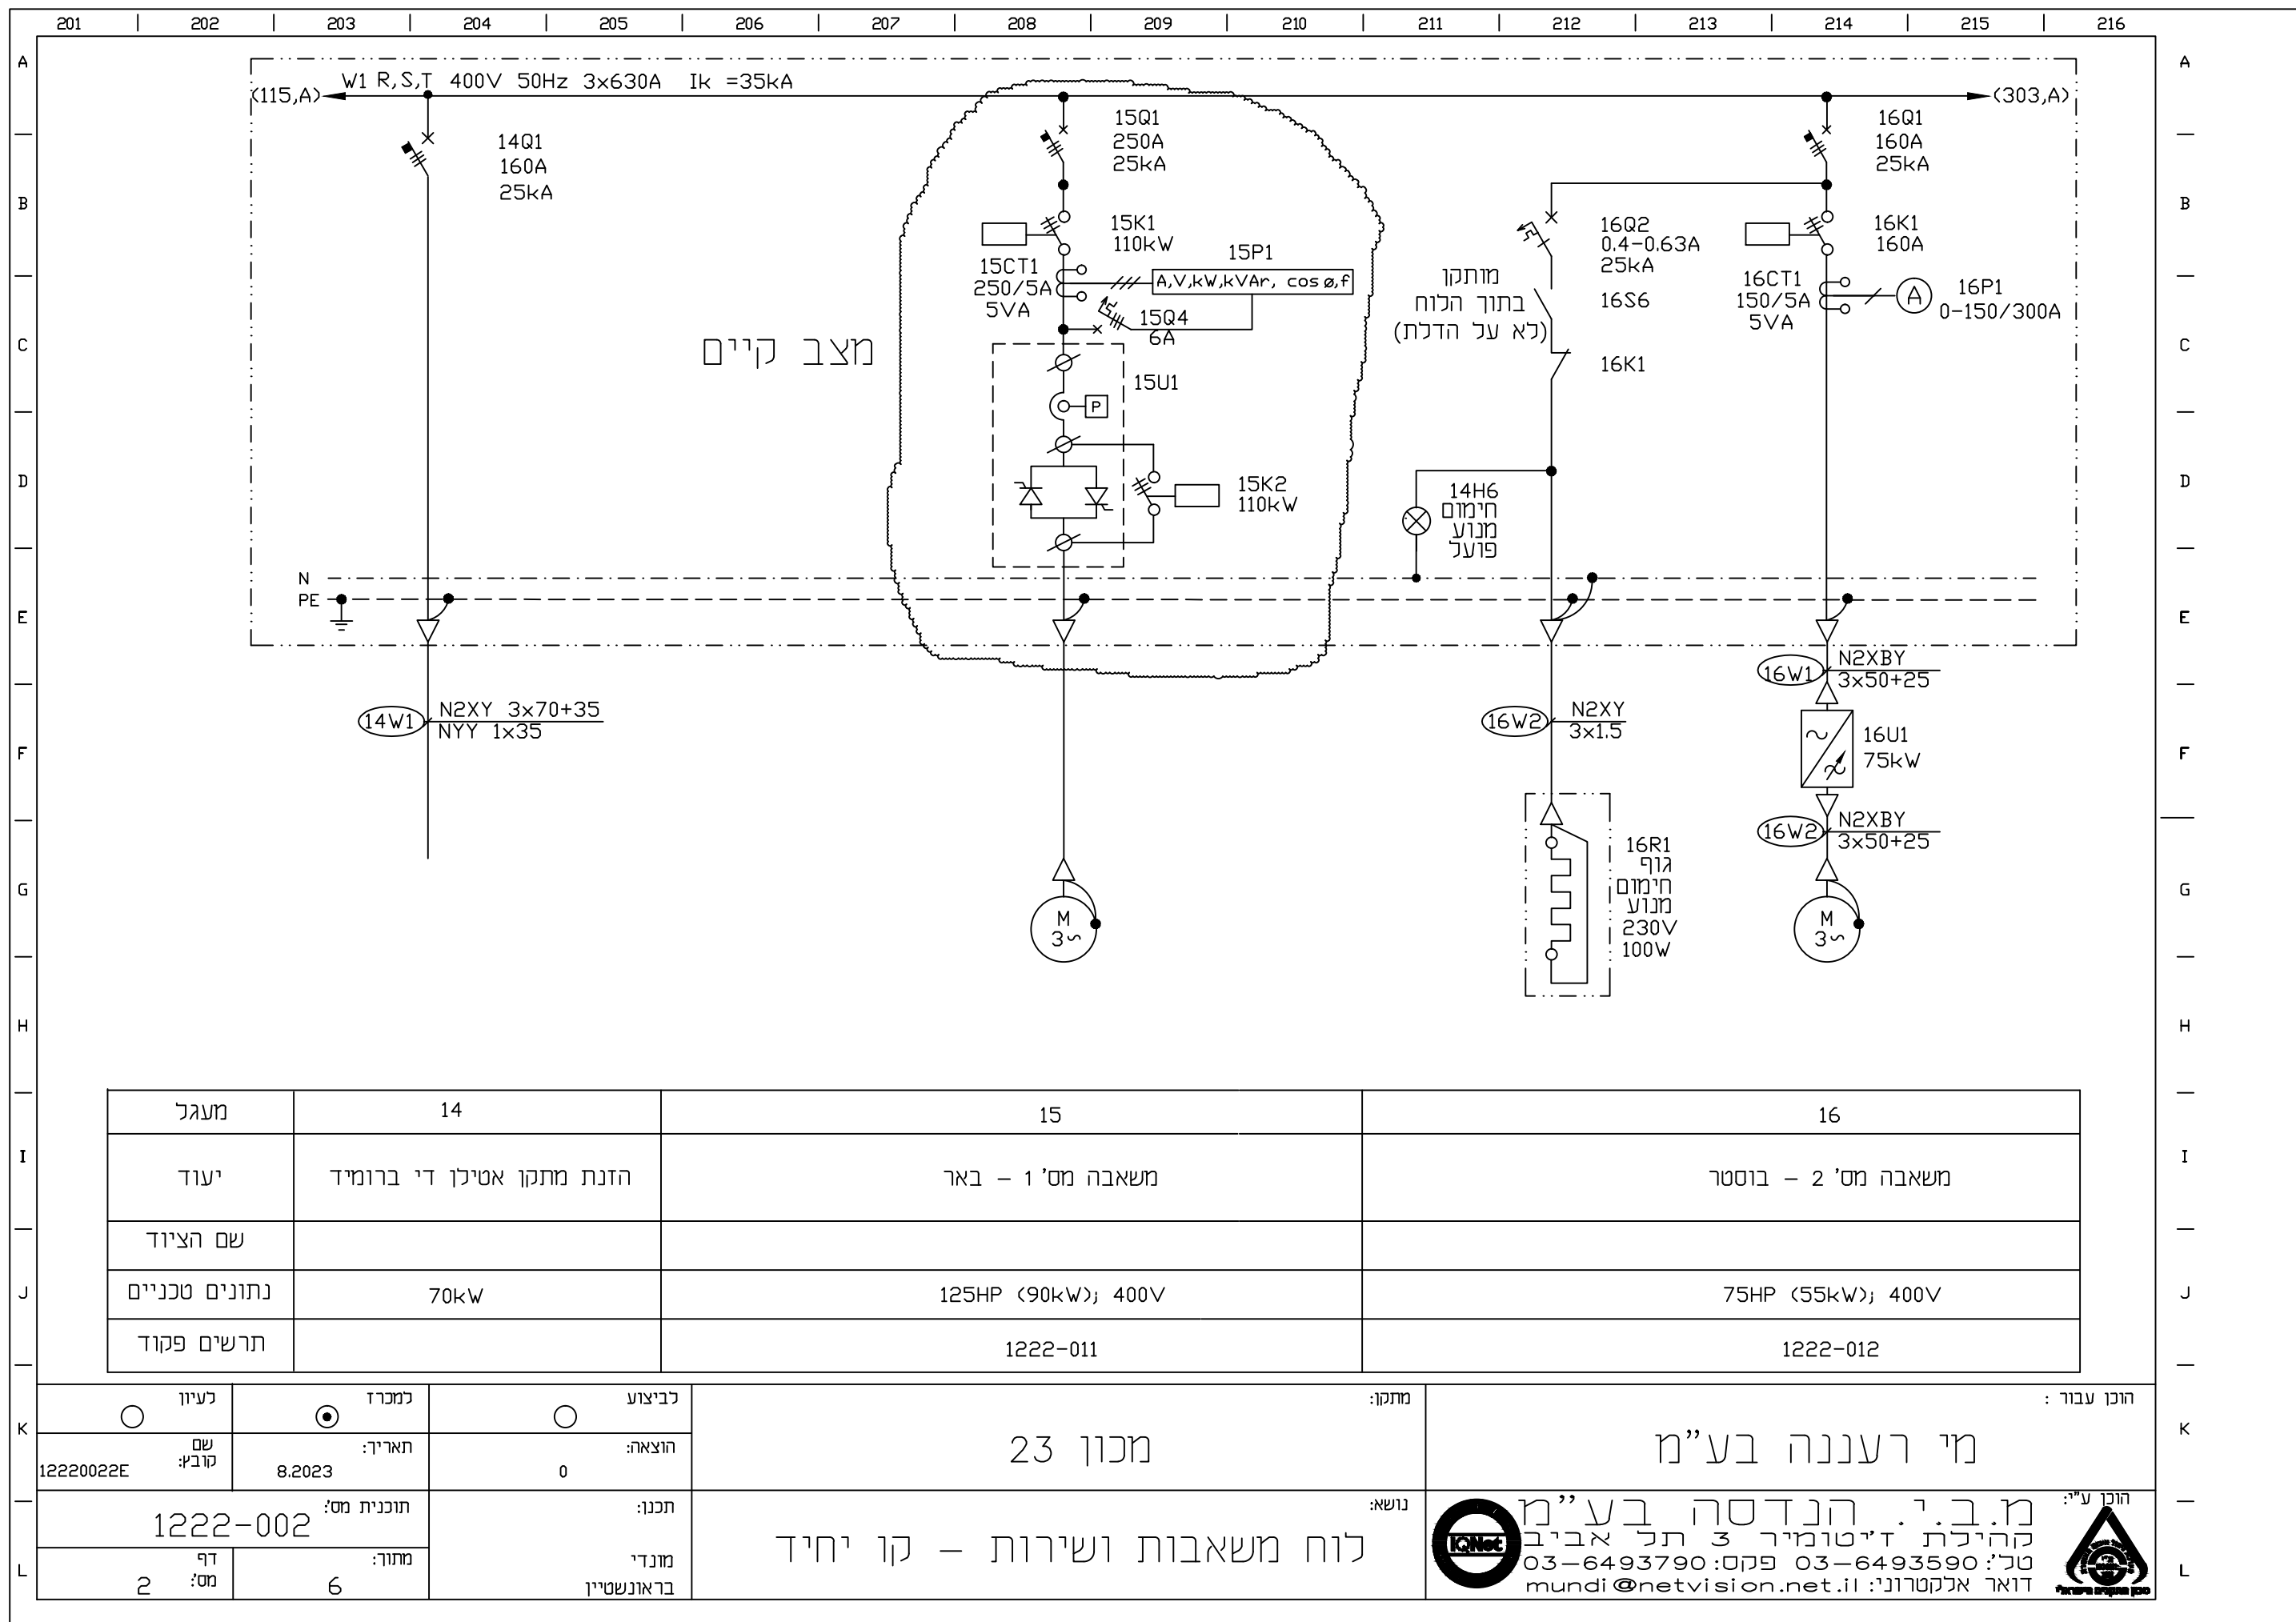 201 202 203 204 205 206 207 208 209 210 211 212 213 214 215 216
A
B
C
D
E
F
G
H
I
J
K
L
A
B
C
D
E
F
G
H
I
J
K
L
W1 R,S,T 400V 50Hz 3x630A Ik =35kA
(115,A)
(303,A)
14Q1
160A
25kA
15Q1
250A
25kA
15K1
110kW
15CT1
250/5A
5VA
15P1
A,V,kW,kVAr, cos ø,f
15Q4
6A
15U1
P
15K2
110kW
מצב קיים
16Q1
160A
25kA
16Q2
0.4-0.63A
25kA
16K1
160A
מותקן
בתוך הלוח
(לא על הדלת)
16S6
16K1
16CT1
150/5A
5VA
A
16P1
0-150/300A
14H6
חימום
מנוע
פועל
N
PE
14W1
N2XY 3x70+35
NYY 1x35
16W2
N2XY
3x1.5
16W1
N2XBY
3x50+25
16U1
75kW
16W2
N2XBY
3x50+25
M
3~
16R1
גוף
חימום
מנוע
230V
100W
M
3~
מעגל 14 15 16
יעוד הזנת מתקן אטילן די ברומיד משאבה מס' 1 - באר משאבה מס' 2 - בוסטר
שם הציוד
נתונים טכניים 70kW 125HP (90kW); 400V 75HP (55kW); 400V
תרשים פקוד 1222-011 1222-012
הוכן עבור :
מי רעננה בע"מ
מתקן:
מכון 23
לביצוע
למכרז
לעיון
הוצאה:
0
תאריך:
8.2023
שם
קובץ:
12220022E
הוכן ע"י:
מ.ב.י. הנדסה בע"מ
קהילת ז'יטומיר 3 תל אביב
טל': 03-6493590 פקס: 03-6493790
דואר אלקטרוני: mundi@netvision.net.il
IQNet
מכון התקנים הישראלי
נושא:
לוח משאבות ושירות - קו יחיד
תכנן:
מונדי
בראונשטיין
תוכנית מס':
1222-002
מתוך:
6
דף
מס':
2